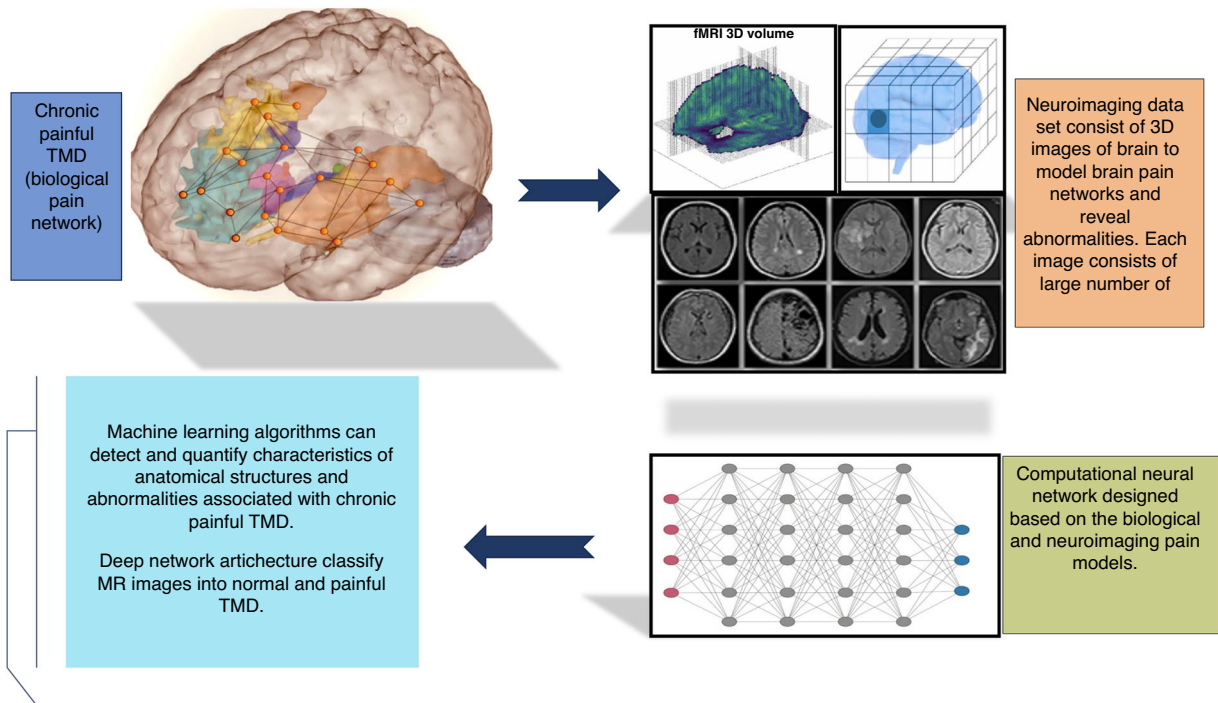 Chronic
painful
TMD
(biological
pain
network)
fMRI 3D volume
Neuroimaging data
set consist of 3D
images of brain to
model brain pain
networks and
reveal
abnormalities. Each
image consists of
large number of
Machine learning algorithms can
detect and quantify characteristics of
anatomical structures and
abnormalities associated with chronic
painful TMD.
Deep network artichecture classify
MR images into normal and painful
TMD.
Computational neural
network designed
based on the biological
and neuroimaging pain
models.